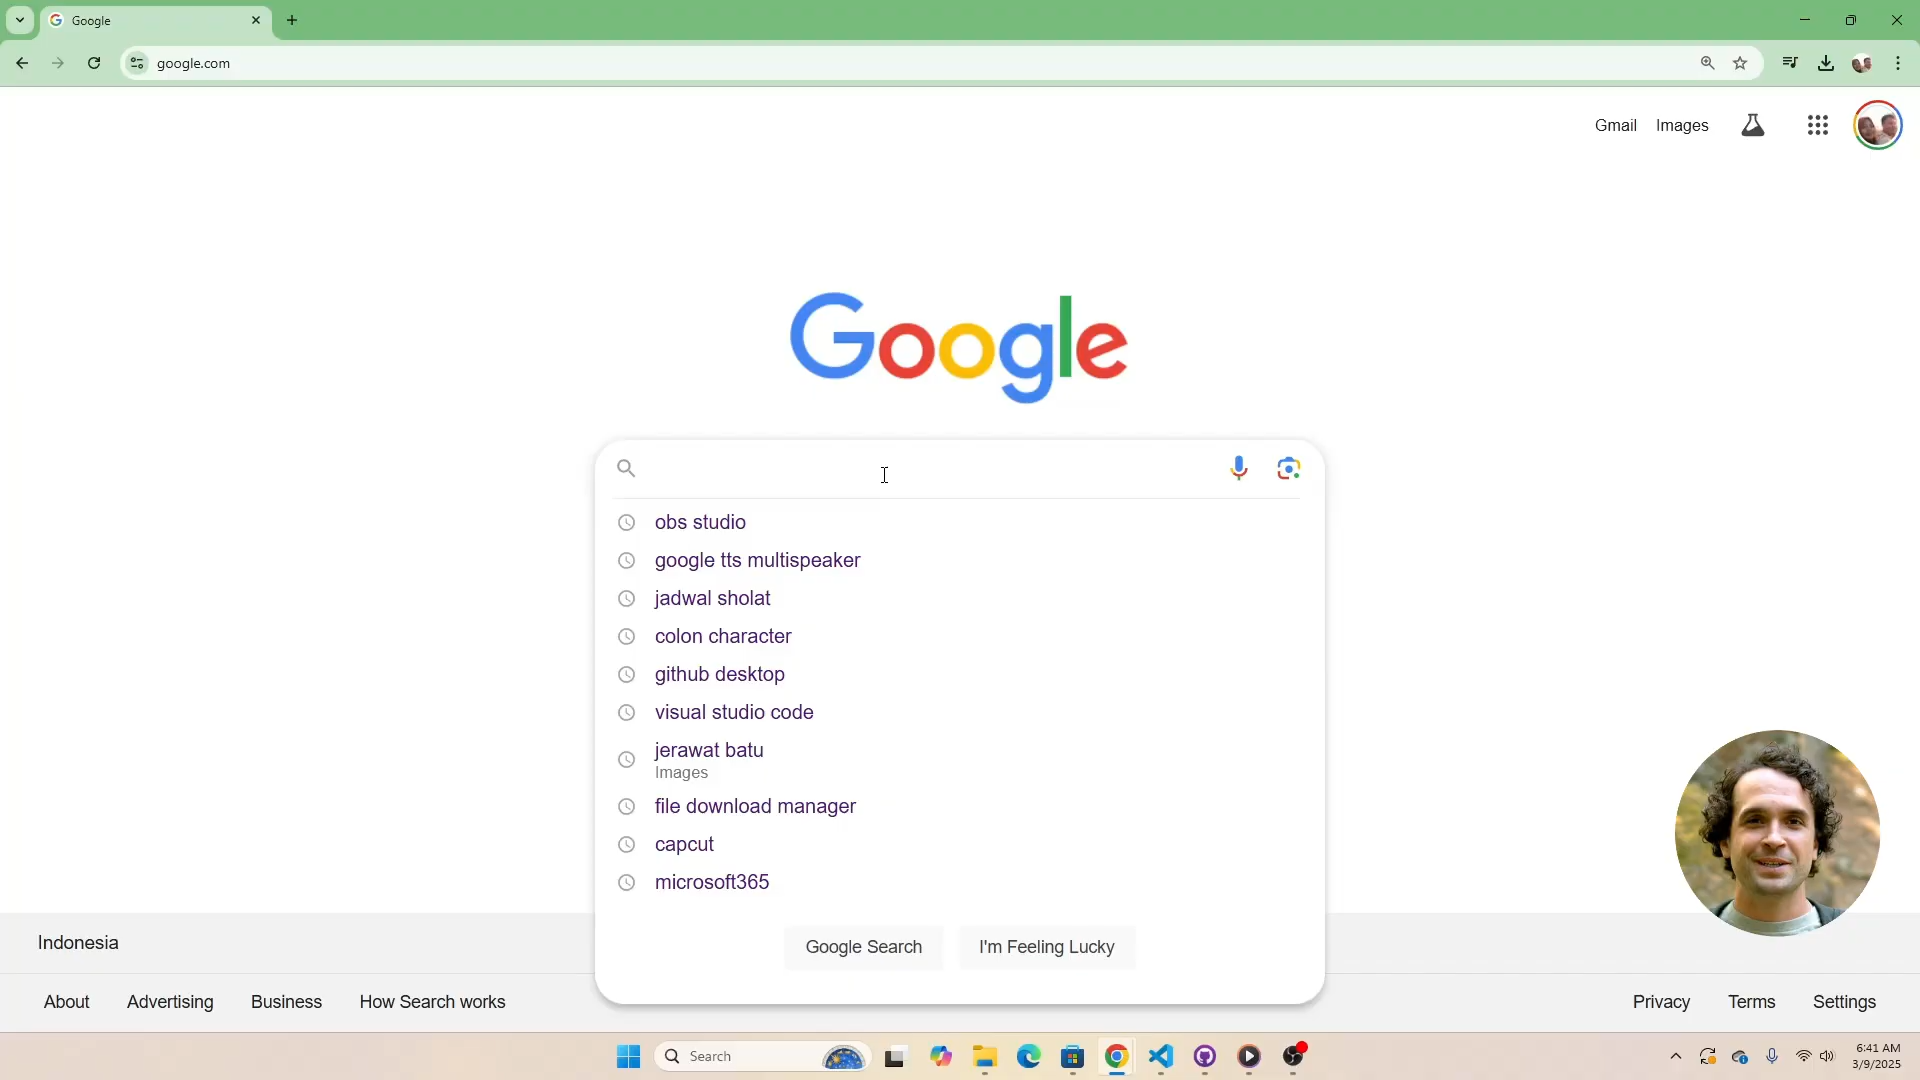 Google
google.com
Gmail Images
Google
obs studio
google tts multispeaker
jadwal sholat
colon character
github desktop
visual studio code
jerawat batu
Images
file download manager
capcut
microsoft365
Google Search I'm Feeling Lucky
Indonesia
About Advertising Business How Search works Privacy Terms Settings
Search
6:41 AM
3/9/2025